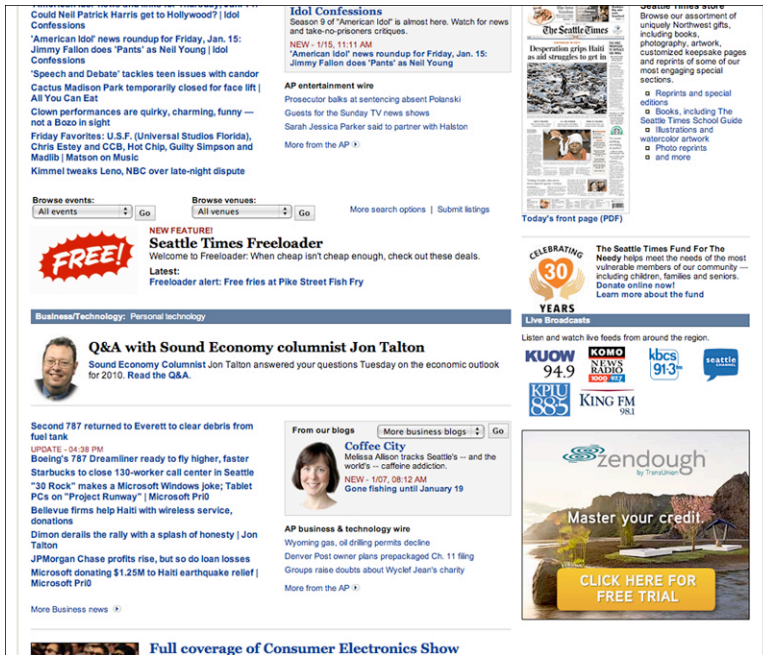 Could Neil Patrick Harris get to Hollywood? | Idol
Confessions
'American Idol' news roundup for Friday, Jan. 15:
Jimmy Fallon does 'Pants' as Neil Young | Idol
Confessions
'Speech and Debate' tackles teen issues with candor
Cactus Madison Park temporarily closed for face lift |
All You Can Eat
Clown performances are quirky, charming, funny —
not a Bozo in sight
Friday Favorites: U.S.F. (Universal Studios Florida),
Chris Estey and CCB, Hot Chip, Guilty Simpson and
Madlib | Matson on Music
Kimmel tweaks Leno, NBC over late-night dispute
Idol Confessions
Season 9 of "American Idol" is almost here. Watch for news
and take-no-prisoners critiques.
NEW - 1/15, 11:11 AM
'American Idol' news roundup for Friday, Jan. 15:
Jimmy Fallon does 'Pants' as Neil Young
AP entertainment wire
Prosecutor balks at sentencing absent Polanski
Guests for the Sunday TV news shows
Sarah Jessica Parker said to partner with Halston
More from the AP
The Seattle Times
Desperation grips Haiti
as aid struggles to get in
Today's front page (PDF)
Seattle Times store
Browse our assortment of
uniquely Northwest gifts,
including books,
photography, artwork,
customized keepsake pages
and reprints of some of our
most engaging special
sections.
Reprints and special
editions
Books, including The
Seattle Times School Guide
Illustrations and
watercolor artwork
Photo reprints
and more
Browse events:
All events
Go
Browse venues:
All venues
Go
More search options | Submit listings
FREE!
NEW FEATURE!
Seattle Times Freeloader
Welcome to Freeloader: When cheap isn't cheap enough, check out these deals.
Latest:
Freeloader alert: Free fries at Pike Street Fish Fry
CELEBRATING
30
YEARS
The Seattle Times Fund For The
Needy helps meet the needs of the most
vulnerable members of our community —
including children, families and seniors.
Donate online now!
Learn more about the fund
Business/Technology: Personal technology
Q&A with Sound Economy columnist Jon Talton
Sound Economy Columnist Jon Talton answered your questions Tuesday on the economic outlook
for 2010. Read the Q&A.
Live Broadcasts
Listen and watch live feeds from around the region.
KUOW
94.9
KOMO
NEWS
RADIO
1000 97.7
kbcs
91.3
seattle
CHANNEL
KPLU
88.5
KING FM
98.1
Second 787 returned to Everett to clear debris from
fuel tank
UPDATE - 04:38 PM
Boeing's 787 Dreamliner ready to fly higher, faster
Starbucks to close 130-worker call center in Seattle
"30 Rock" makes a Microsoft Windows joke; Tablet
PCs on "Project Runway" | Microsoft Pri0
Bellevue firms help Haiti with wireless service,
donations
Dimon derails the rally with a splash of honesty | Jon
Talton
JPMorgan Chase profits rise, but so do loan losses
Microsoft donating $1.25M to Haiti earthquake relief |
Microsoft Pri0
More Business news
From our blogs
More business blogs
Go
Coffee City
Melissa Allison tracks Seattle's -- and the
world's -- caffeine addiction.
NEW - 1/07, 08:12 AM
Gone fishing until January 19
AP business & technology wire
Wyoming gas, oil drilling permits decline
Denver Post owner plans prepackaged Ch. 11 filing
Groups raise doubts about Wyclef Jean's charity
More from the AP
zendough
by TransUnion
Master your credit.
CLICK HERE FOR
FREE TRIAL
Full coverage of Consumer Electronics Show